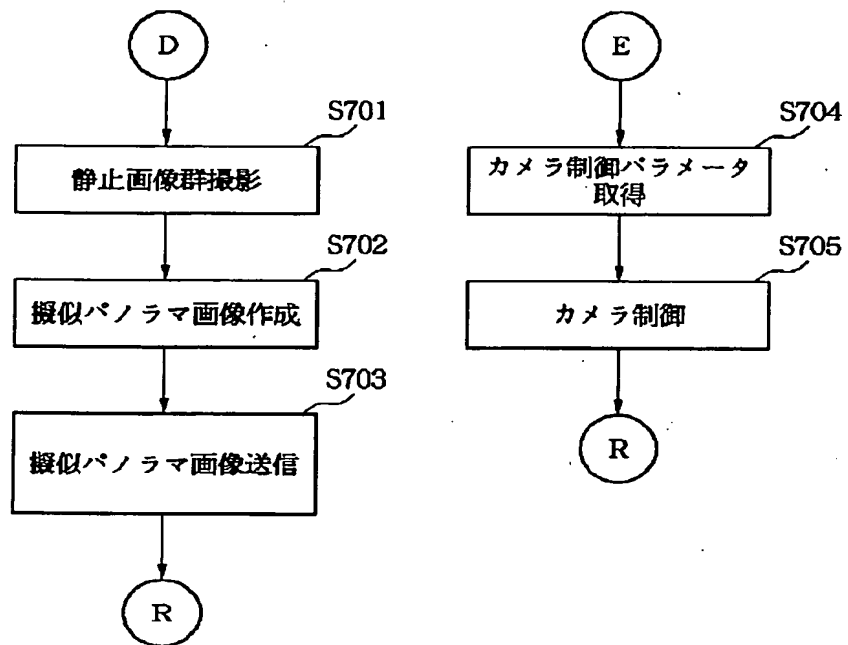 D
S701
静止画像群撮影
S702
擬似パノラマ画像作成
S703
擬似パノラマ画像送信
R
E
S704
カメラ制御パラメータ
取得
S705
カメラ制御
R